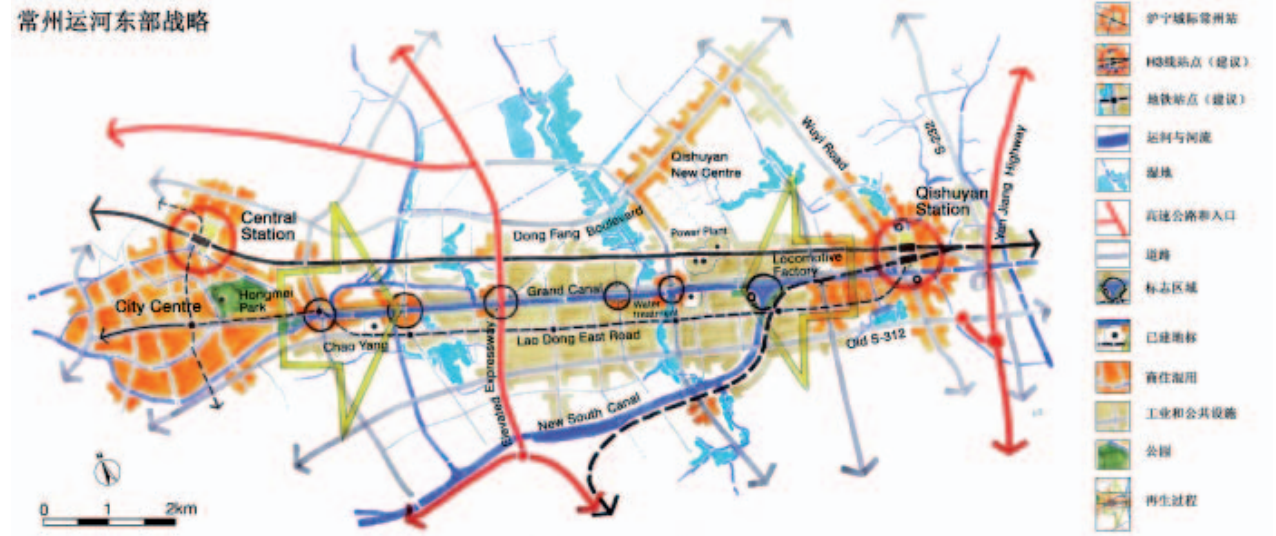 常州运河东部战略
Central
Station
City Centre
Hongmei
Park
Chao Yang
Dong Fang Boulevard
Qishuyan
New Centre
Power Plant
Wuyi Road
S-232
Qishuyan
Station
Yan Jiang Highway
Locomotive
Factory
Grand Canal
Water
Treatment
Lao Dong East Road
Old S-312
Elevated Expressway
New South Canal
0 1 2km
沪宁城际常州站
H3线站点（建议）
地铁站点（建议）
运河与河流
湿地
高速公路和入口
道路
标志区域
已建地标
商住混用
工业和公共设施
公园
再生过程